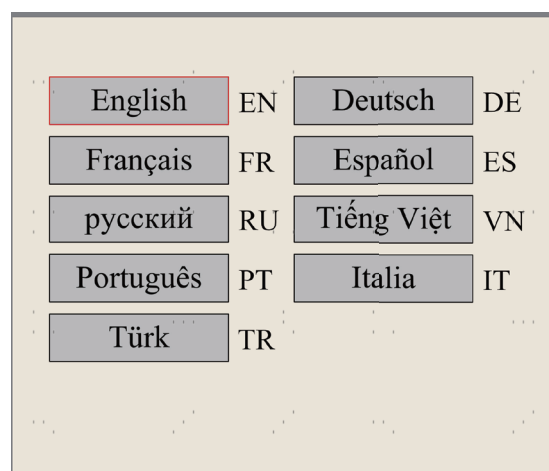 English EN Deutsch DE
Français FR Español ES
русский RU Tiếng Việt VN
Português PT Italia IT
Türk TR